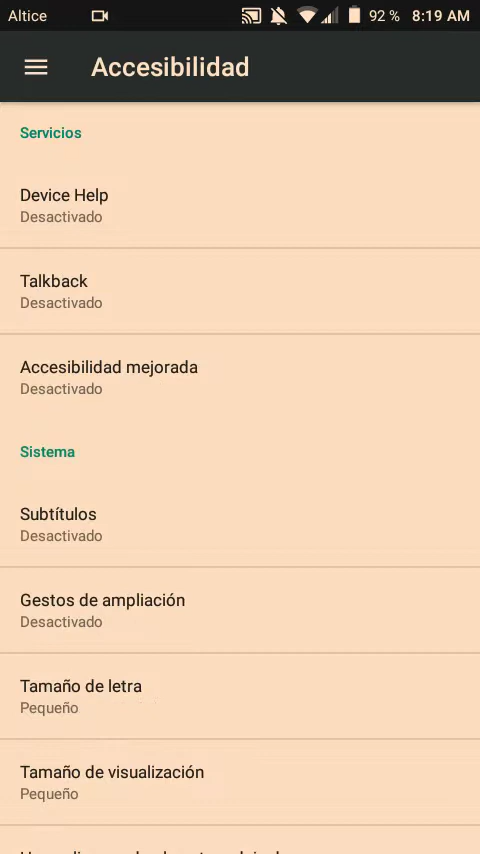 Altice 92 % 8:19 AM
Accesibilidad
Servicios
Device Help
Desactivado
Talkback
Desactivado
Accesibilidad mejorada
Desactivado
Sistema
Subtítulos
Desactivado
Gestos de ampliación
Desactivado
Tamaño de letra
Pequeño
Tamaño de visualización
Pequeño